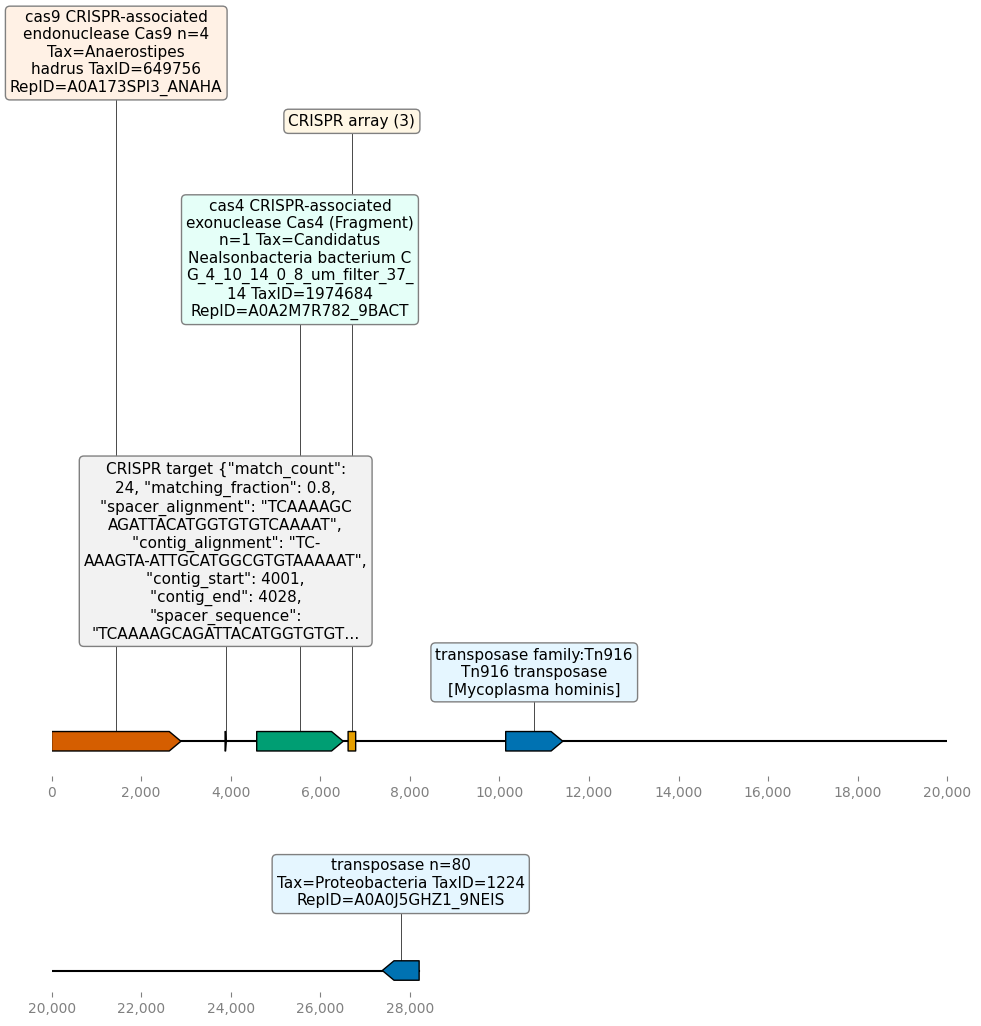 cas9 CRISPR-associated
endonuclease Cas9 n=4
Tax=Anaerostipes
hadrus TaxID=649756
RepID=A0A173SPI3_ANAHA
CRISPR array (3)
cas4 CRISPR-associated
exonuclease Cas4 (Fragment)
n=1 Tax=Candidatus
Nealsonbacteria bacterium C
G_4_10_14_0_8_um_filter_37_
14 TaxID=1974684
RepID=A0A2M7R782_9BACT
CRISPR target {"match_count":
24, "matching_fraction": 0.8,
"spacer_alignment": "TCAAAAGC
AGATTACATGGTGTGTCAAAAT",
"contig_alignment": "TC-
AAAGTA-ATTGCATGGCGTGTAAAAAT",
"contig_start": 4001,
"contig_end": 4028,
"spacer_sequence":
"TCAAAAGCAGATTACATGGTGTGT...
transposase family:Tn916
Tn916 transposase
[Mycoplasma hominis]
0 2,000 4,000 6,000 8,000 10,000 12,000 14,000 16,000 18,000 20,000
transposase n=80
Tax=Proteobacteria TaxID=1224
RepID=A0A0J5GHZ1_9NEIS
20,000 22,000 24,000 26,000 28,000